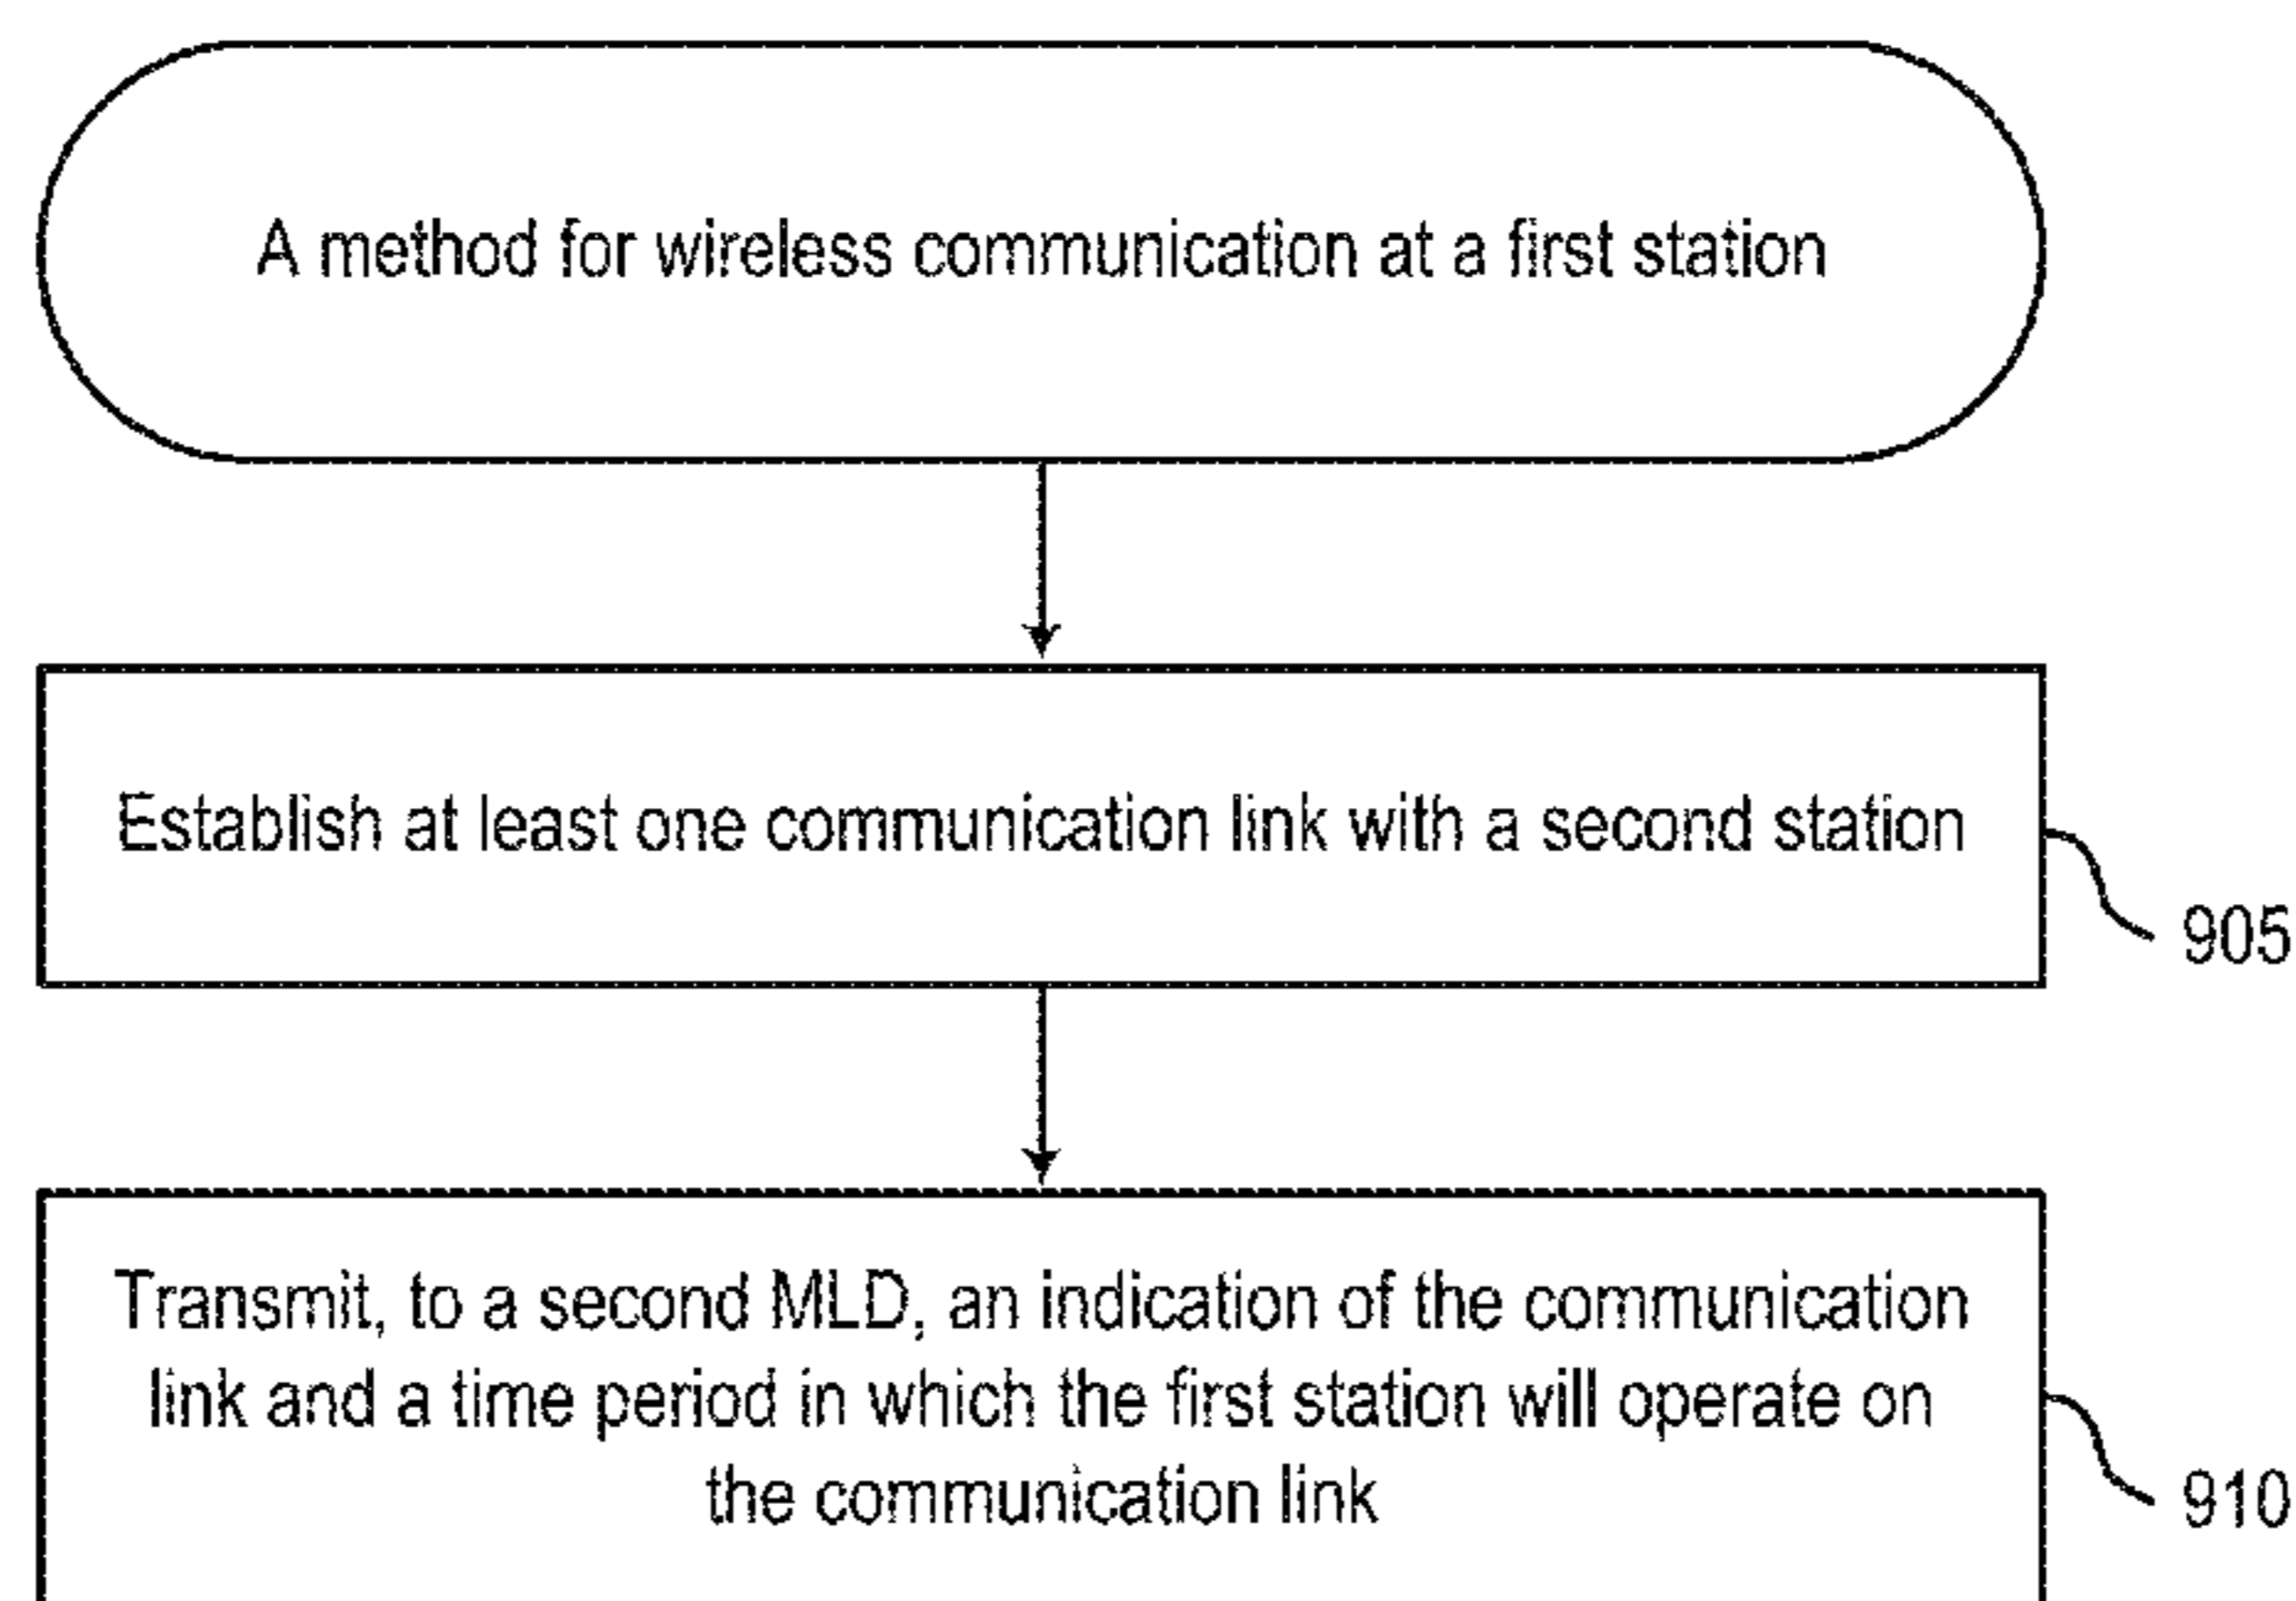 A method for wireless communication at a first station
Establish at least one communication link with a second station
905
Transmit, to a second MLD, an indication of the communication
link and a time period in which the first station will operate on
the communication link
910